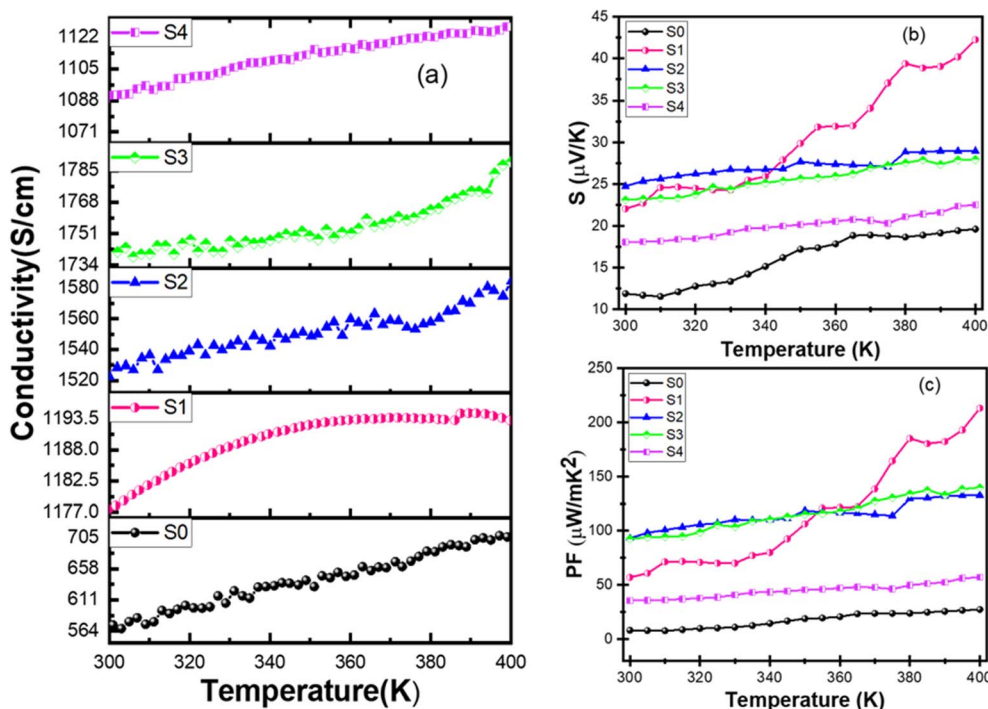 Conductivity(S/cm)
(a)
S4
1122
1105
1088
1071
S3
1785
1768
1751
1734
S2
1580
1560
1540
1520
S1
1193.5
1188.0
1182.5
1177.0
S0
705
658
611
564
300 320 340 360 380 400
Temperature(K)
(b)
S0
S1
S2
S3
S4
S (μV/K)
45
40
35
30
25
20
15
10
300 320 340 360 380 400
Temperature (K)
(c)
S0
S1
S2
S3
S4
PF (μW/mK²)
250
200
150
100
50
0
300 320 340 360 380 400
Temperature (K)